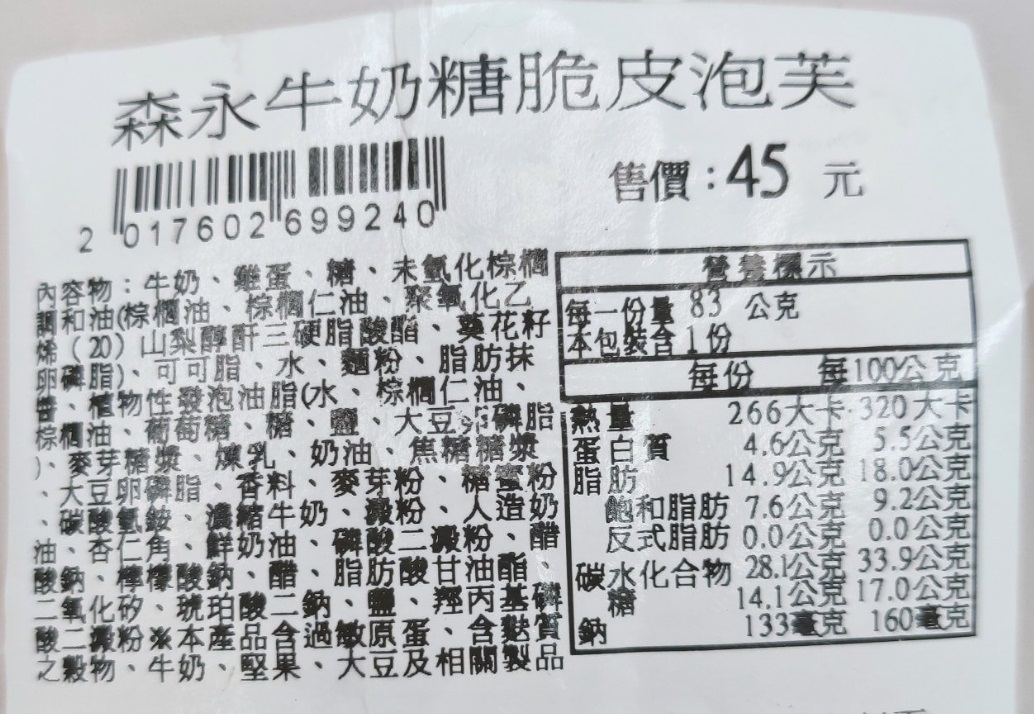 森永牛奶糖脆皮泡芙
售價：45 元
2 017602 699240
內容物：牛奶、雞蛋、糖、未氫化棕櫚
調和油(棕櫚油、棕櫚仁油、聚氧化乙
烯（20）山梨醇酐三硬脂酸酯、葵花籽
卵磷脂)、可可脂、水、麵粉、脂肪抹
醬、植物性發泡油脂(水、棕櫚仁油、
棕櫚油、葡萄糖、糖、鹽、大豆卵磷脂
)、麥芽糖漿、煉乳、奶油、焦糖糖漿
、大豆卵磷脂、香料、麥芽粉、糖蜜粉
、碳酸氫銨、濃縮牛奶、澱粉、人造奶
油、杏仁角、鮮奶油、磷酸二澱粉、醋
酸鈉、檸檬酸鈉、醋、脂肪酸甘油酯、
二氧化矽、琥珀酸二鈉、鹽、羥丙基磷
酸二澱粉※本產品含過敏原蛋、含麩質
之穀物、牛奶、堅果、大豆及相關製品
營養標示
每一份量 83 公克
本包裝含 1 份
每份 每100公克
熱量 266大卡 320大卡
蛋白質 4.6公克 5.5公克
脂肪 14.9公克 18.0公克
飽和脂肪 7.6公克 9.2公克
反式脂肪 0.0公克 0.0公克
碳水化合物 28.1公克 33.9公克
糖 14.1公克 17.0公克
鈉 133毫克 160毫克